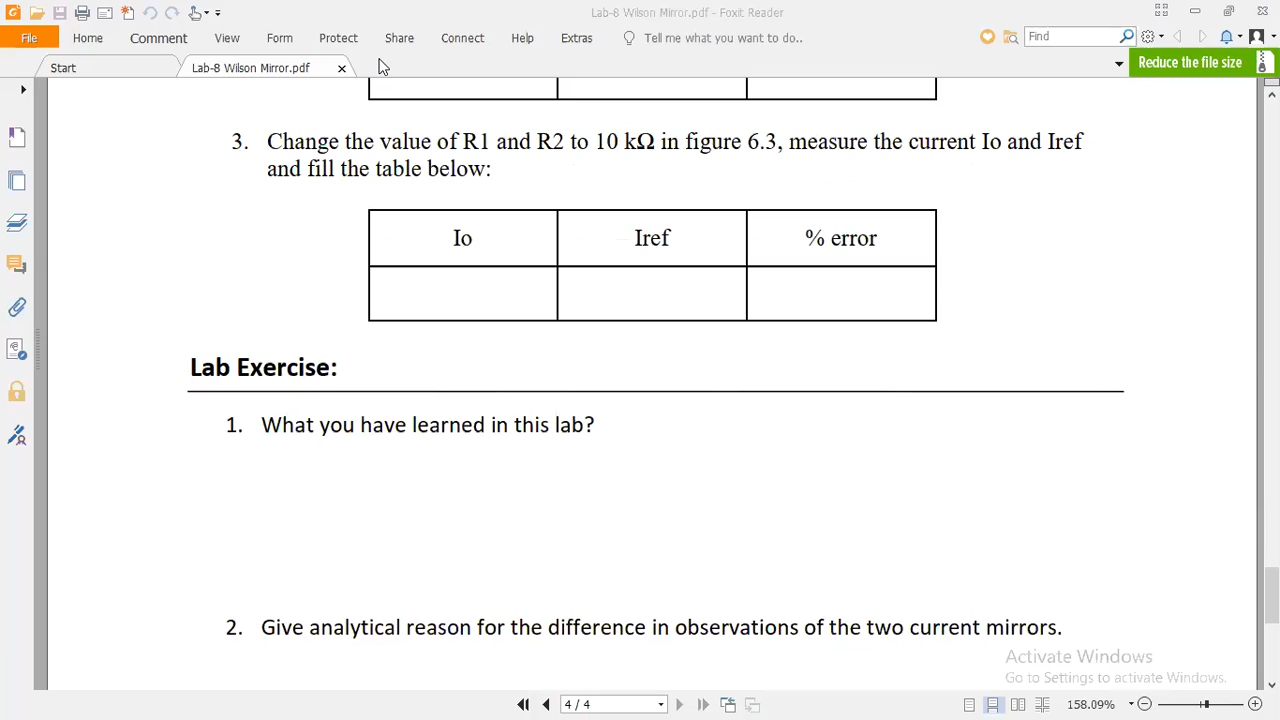 Lab-8 Wilson Mirror.pdf - Foxit Reader
File Home Comment View Form Protect Share Connect Help Extras Tell me what you want to do.. Find
Start Lab-8 Wilson Mirror.pdf Reduce the file size
3. Change the value of R1 and R2 to 10 kΩ in figure 6.3, measure the current Io and Iref
and fill the table below:
Io Iref % error
Lab Exercise:
1. What you have learned in this lab?
2. Give analytical reason for the difference in observations of the two current mirrors.
Activate Windows
Go to Settings to activate Windows.
4 / 4 158.09%